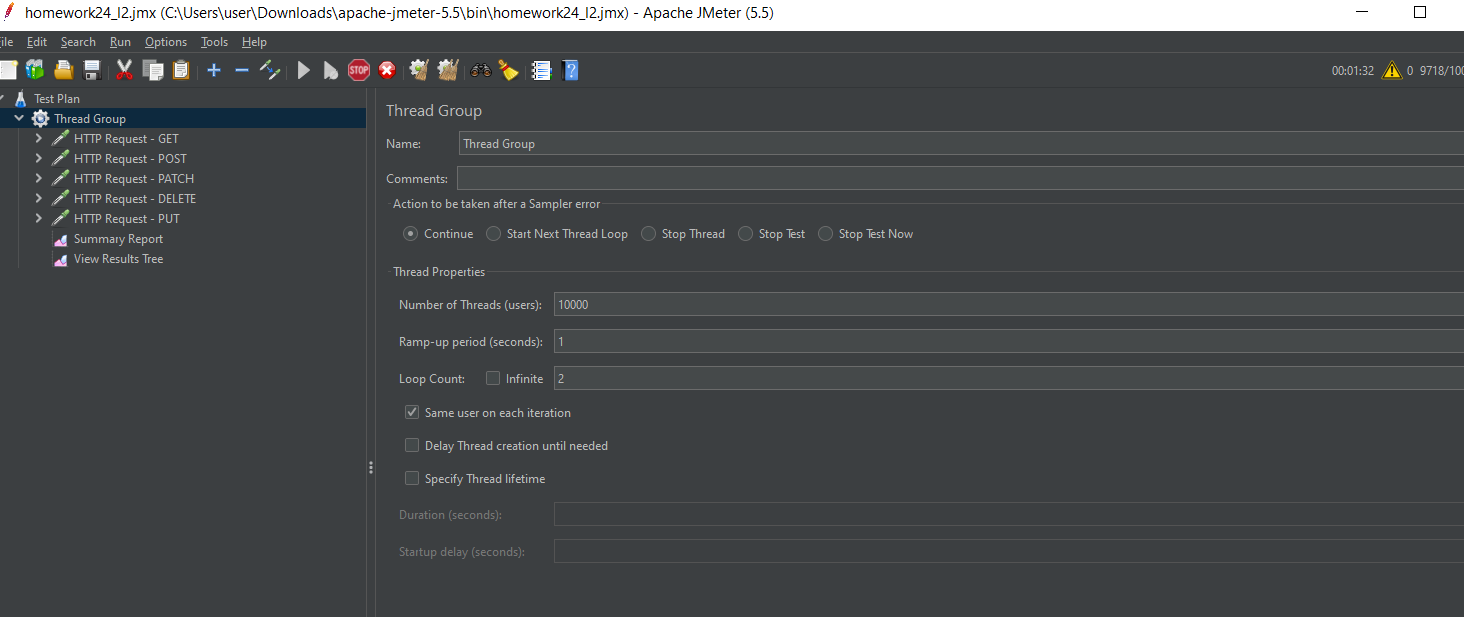 homework24_l2.jmx (C:\Users\user\Downloads\apache-jmeter-5.5\bin\homework24_l2.jmx) - Apache JMeter (5.5)
ile Edit Search Run Options Tools Help
STOP
00:01:32 0 9718/100
Test Plan
Thread Group
HTTP Request - GET
HTTP Request - POST
HTTP Request - PATCH
HTTP Request - DELETE
HTTP Request - PUT
Summary Report
View Results Tree
Thread Group
Name: Thread Group
Comments:
Action to be taken after a Sampler error
Continue Start Next Thread Loop Stop Thread Stop Test Stop Test Now
Thread Properties
Number of Threads (users): 10000
Ramp-up period (seconds): 1
Loop Count: Infinite 2
Same user on each iteration
Delay Thread creation until needed
Specify Thread lifetime
Duration (seconds):
Startup delay (seconds):